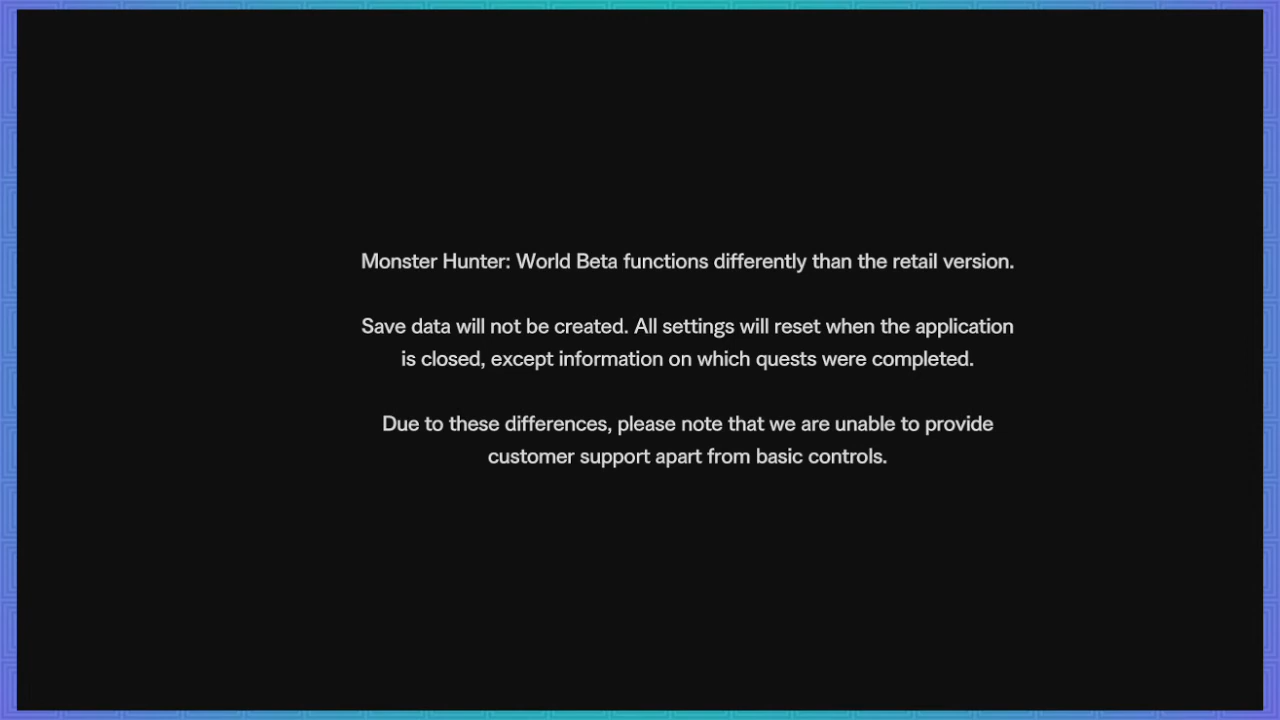 Monster Hunter: World Beta functions differently than the retail version.
Save data will not be created. All settings will reset when the application
is closed, except information on which quests were completed.
Due to these differences, please note that we are unable to provide
customer support apart from basic controls.